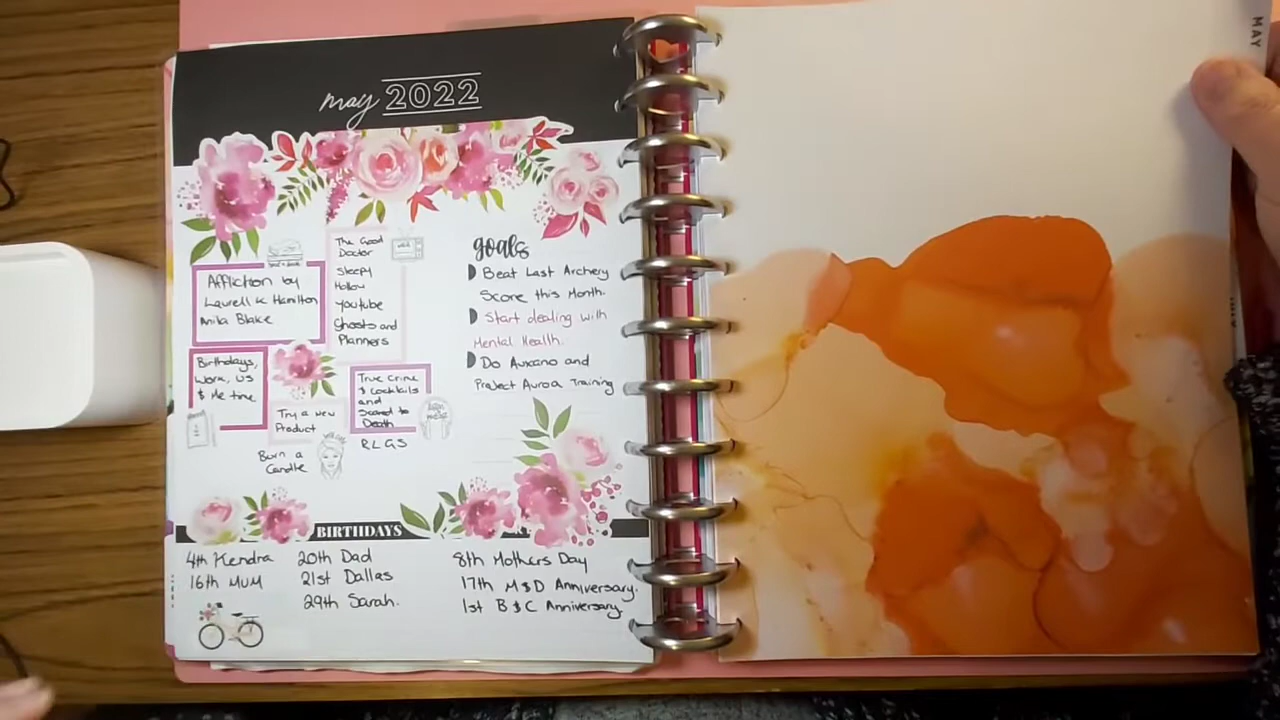 MAY
may 2022
Affliction by
Laurell K Hamilton
Anita Blake
The Good
Doctor
Sleepy
Hollow
Youtube
Ghosts and
Planners
goals
Beat Last Archery
Score this Month.
Start dealing with
Mental Health.
Do Auxano and
Project Auroa Training
Birthdays,
Work, US
& Me time
True Crime
& cocktails
and
Scared to
Death
RLGS
Try a new
Product
Burn a
Candle
BIRTHDAYS
4th Kendra
16th MUM
20th Dad
21st Dallas
29th Sarah.
8th Mothers Day
17th M&D Anniversary.
1st B&C Anniversary